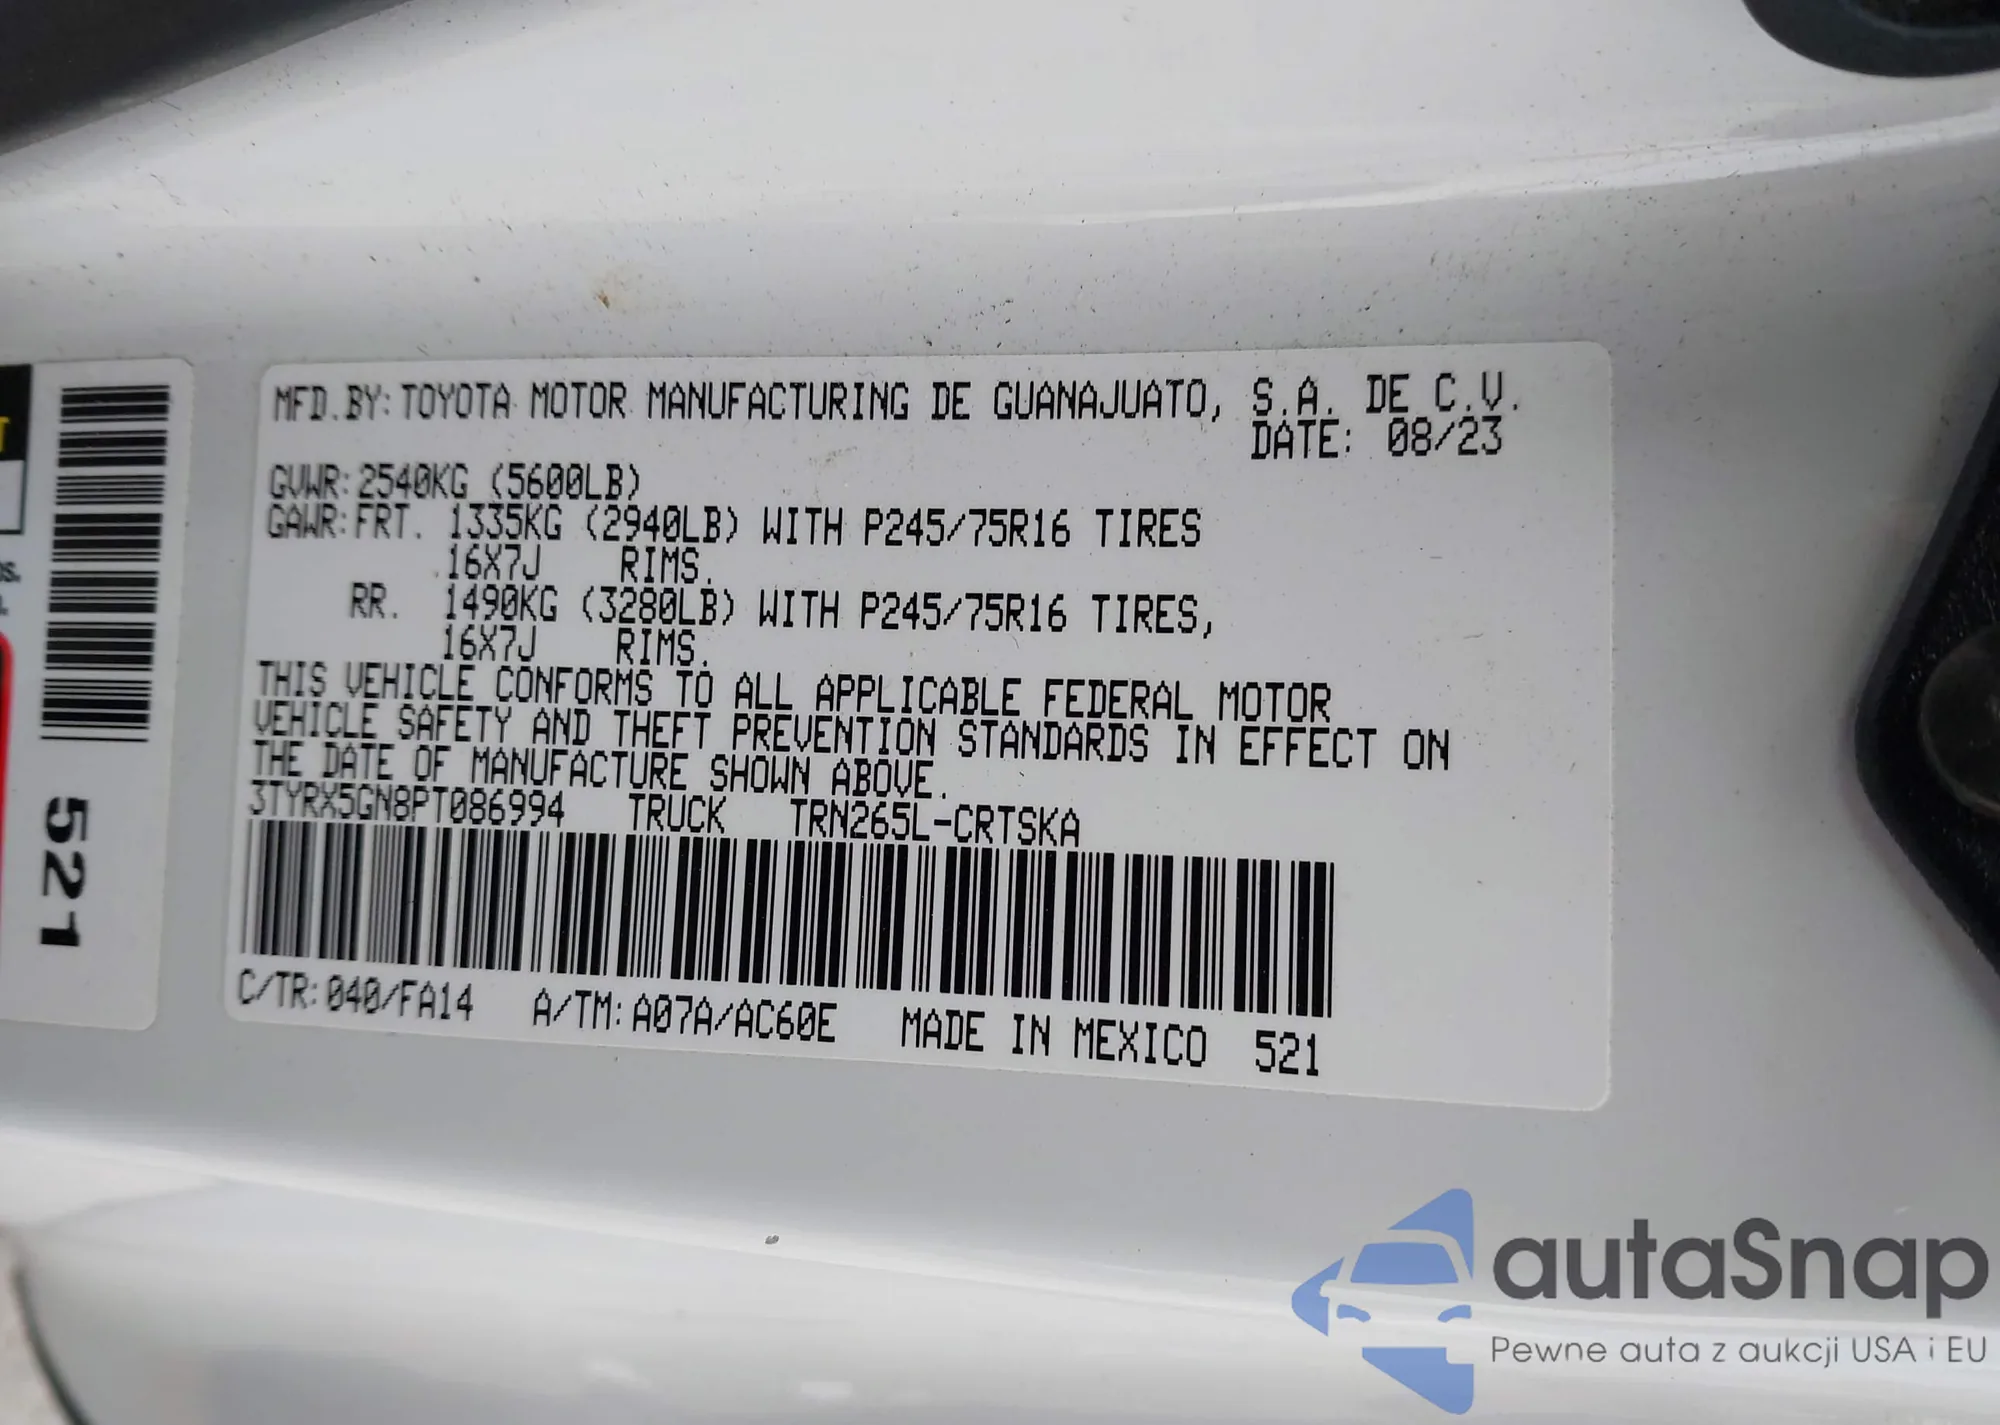 MFD.BY:TOYOTA MOTOR MANUFACTURING DE GUANAJUATO, S.A. DE C.V.
DATE: 08/23
GVWR:2540KG (5600LB)
GAWR:FRT. 1335KG (2940LB) WITH P245/75R16 TIRES
16X7J RIMS.
RR. 1490KG (3280LB) WITH P245/75R16 TIRES,
16X7J RIMS.
THIS VEHICLE CONFORMS TO ALL APPLICABLE FEDERAL MOTOR
VEHICLE SAFETY AND THEFT PREVENTION STANDARDS IN EFFECT ON
THE DATE OF MANUFACTURE SHOWN ABOVE.
3TYRX5GN8PT086994 TRUCK TRN265L-CRTSKA
C/TR:040/FA14 A/TM:A07A/AC60E MADE IN MEXICO 521
521
autaSnap
Pewne auta z aukcji USA i EU